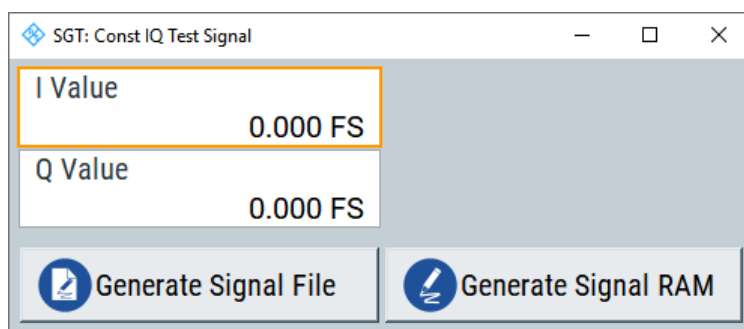 SGT: Const IQ Test Signal
I Value
0.000 FS
Q Value
0.000 FS
Generate Signal File
Generate Signal RAM